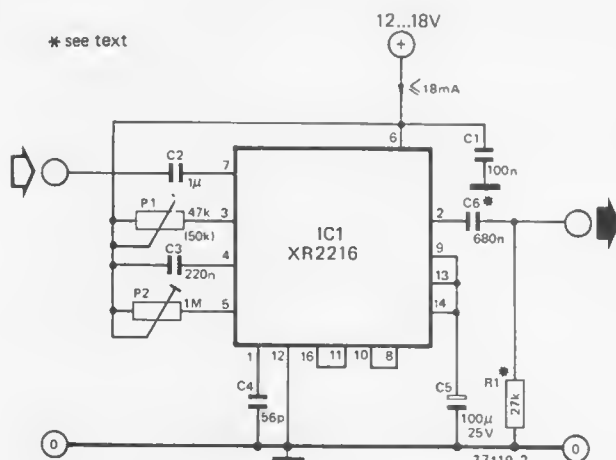 * see text
12...18V
+
≤18mA
6
C1
100n
C2
1µ
7
P1
47k
(50k)
3
C3
220n
4
P2
1M
5
IC1
XR2216
2
C6
*
680n
9
13
14
1
12
16
11
10
8
C4
56p
C5
100µ
25V
R1
*
27k
0
0